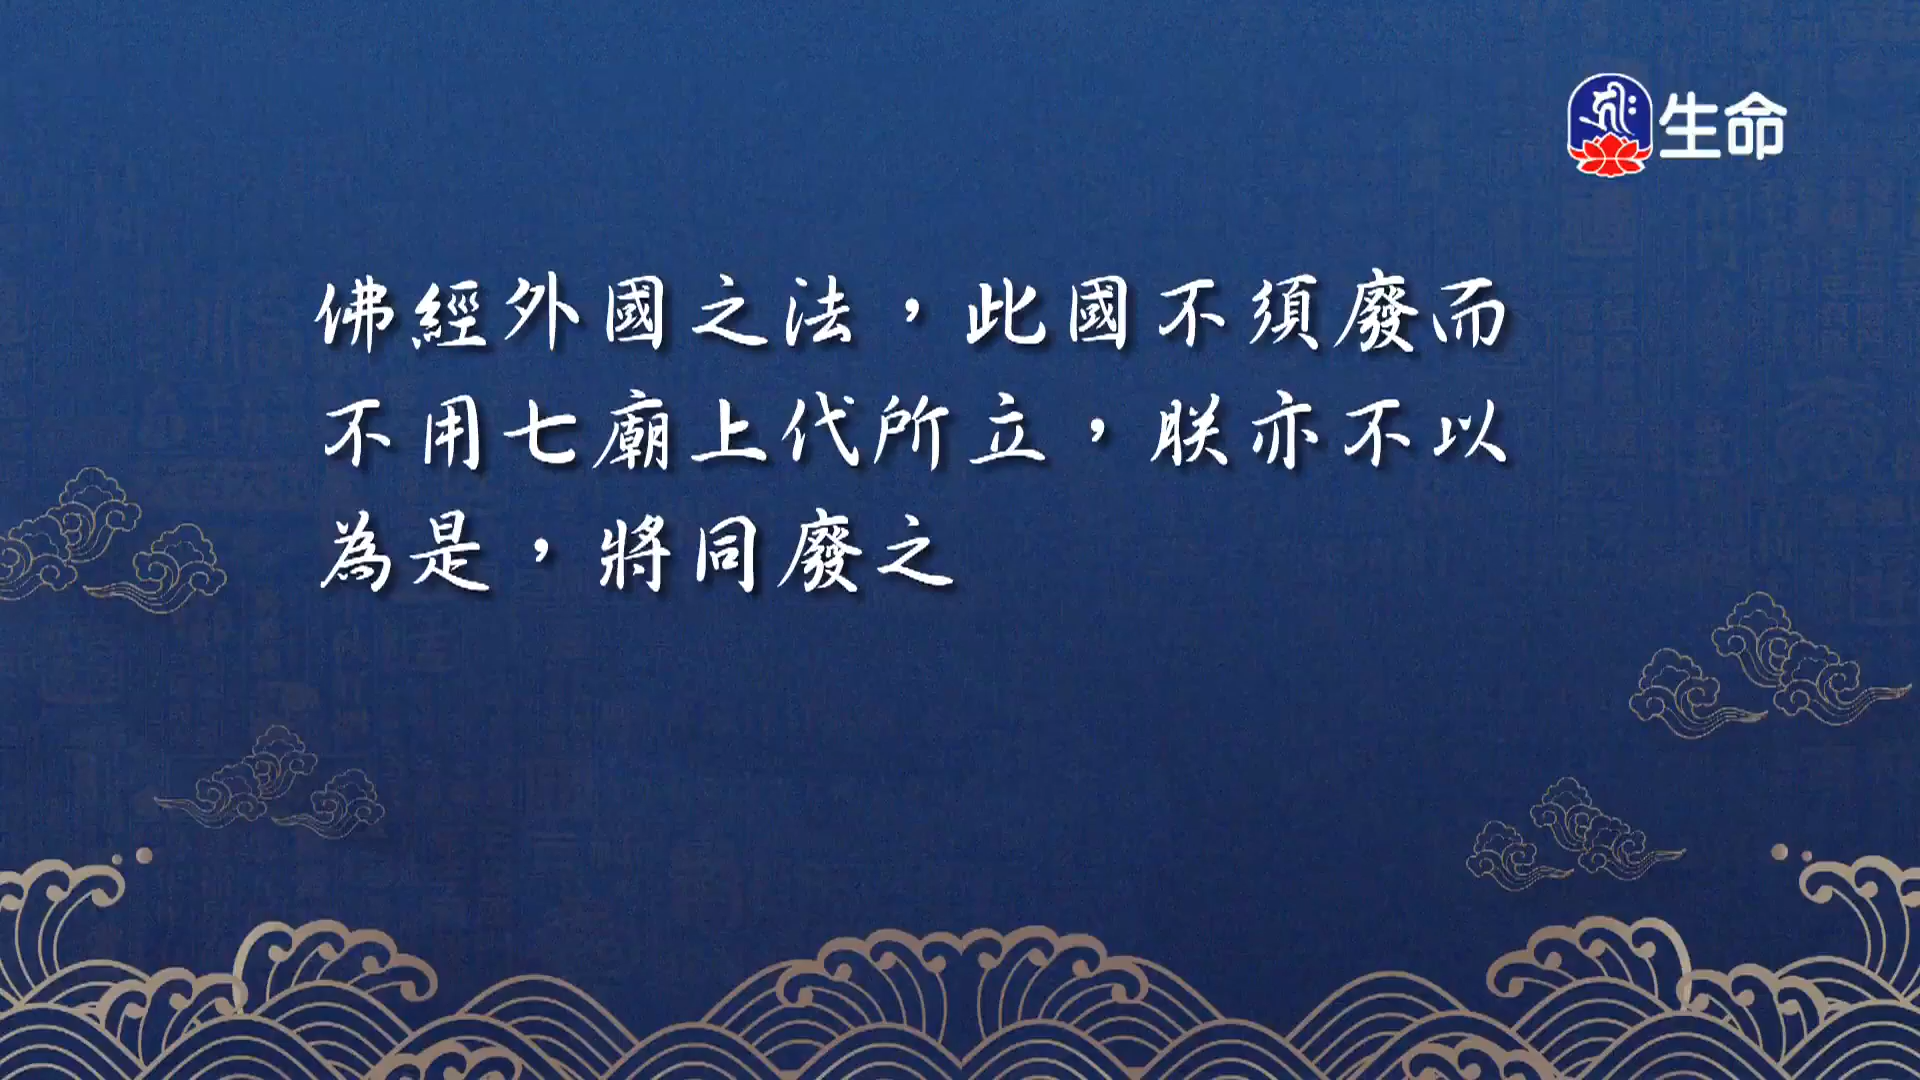 生命
佛經外國之法，此國不須廢而
不用七廟上代所立，朕亦不以
為是，將同廢之